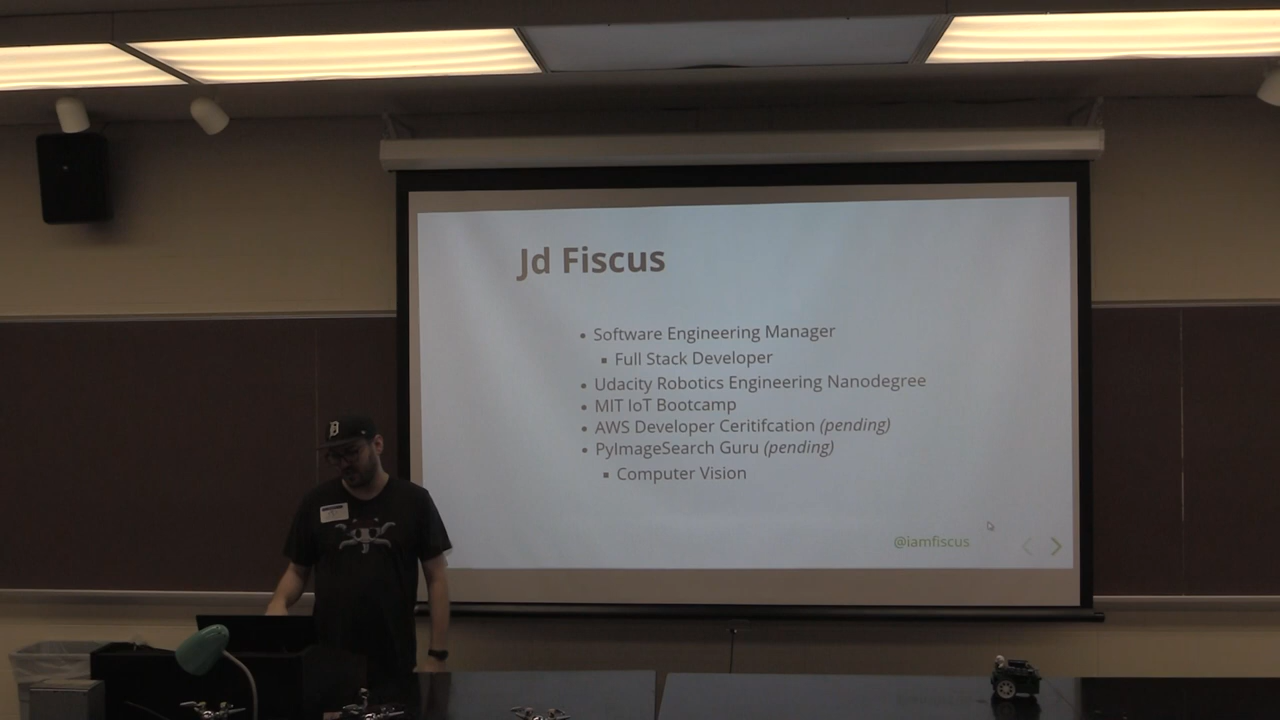 Jd Fiscus
Software Engineering Manager
Full Stack Developer
Udacity Robotics Engineering Nanodegree
MIT IoT Bootcamp
AWS Developer Ceritifcation (pending)
PyImageSearch Guru (pending)
Computer Vision
@iamfiscus